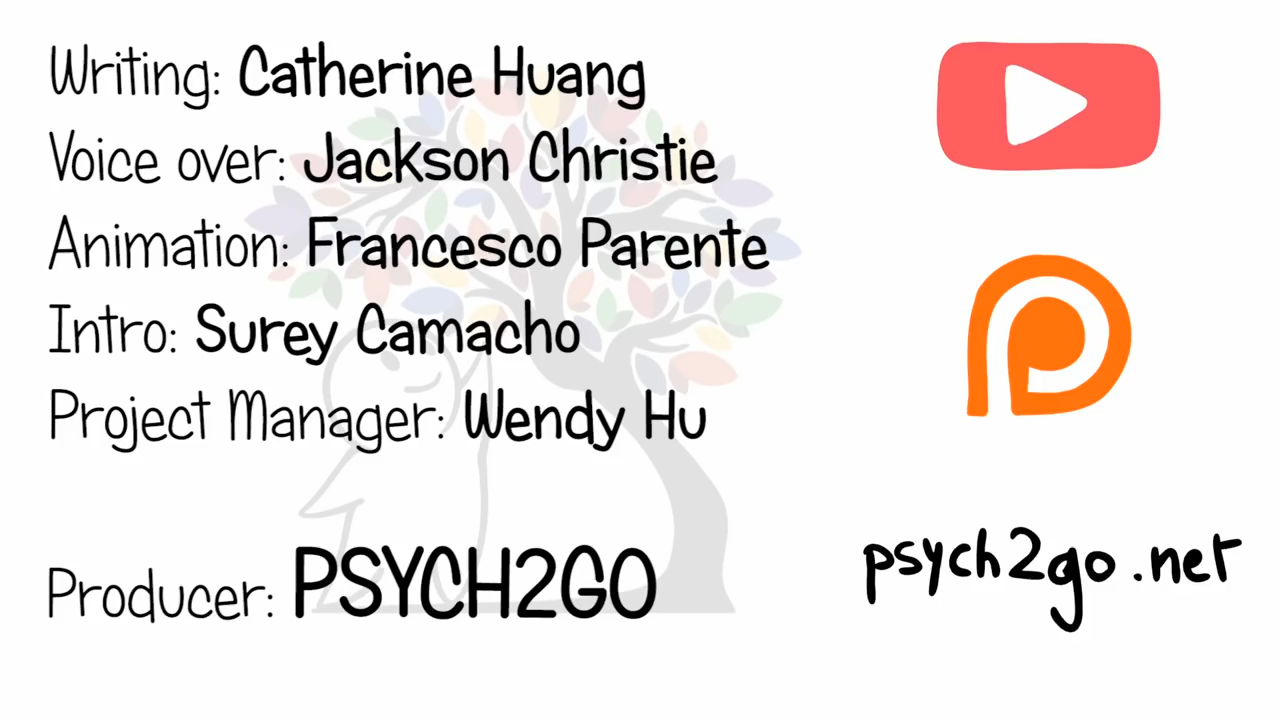 Writing: Catherine Huang
Voice over: Jackson Christie
Animation: Francesco Parente
Intro: Surey Camacho
Project Manager: Wendy Hu
Producer: PSYCH2GO
psych2go.net